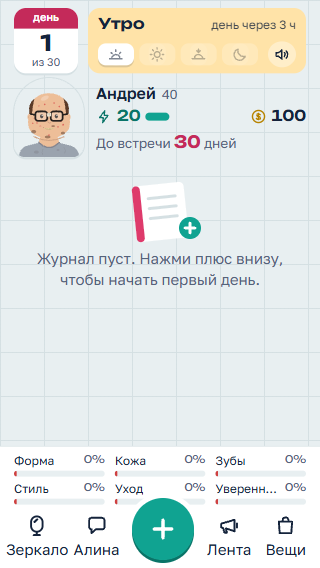 день
1
из 30
Утро
день через 3 ч
Андрей 40
20
100
До встречи 30 дней
Журнал пуст. Нажми плюс внизу,
чтобы начать первый день.
Форма 0%
Кожа 0%
Зубы 0%
Стиль 0%
Уход 0%
Уверенн... 0%
Зеркало
Алина
Лента
Вещи